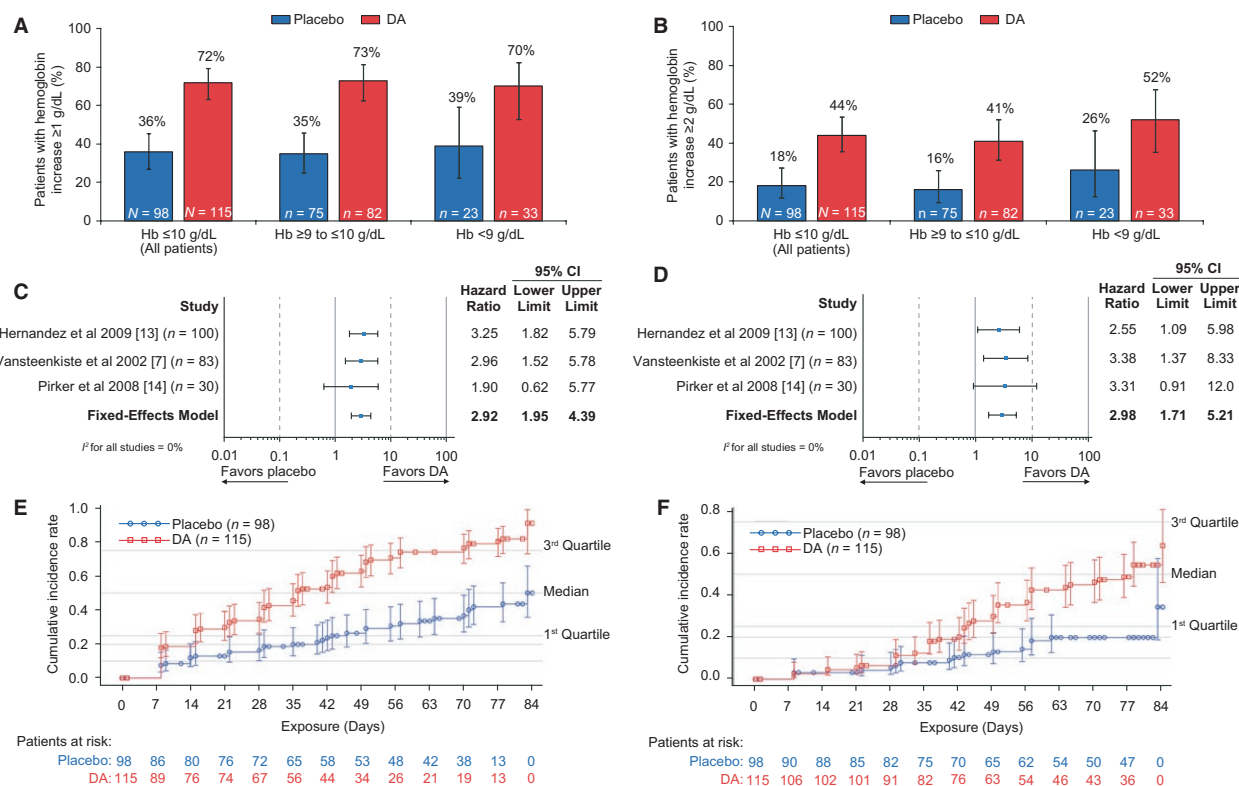 A
Placebo DA
Patients with hemoglobin
increase ≥1 g/dL (%)
100
80
60
40
20
0
36%
72%
35%
73%
39%
70%
N = 98
N = 115
n = 75
n = 82
n = 23
n = 33
Hb ≤10 g/dL
(All patients)
Hb ≥9 to ≤10 g/dL
Hb <9 g/dL
B
Placebo DA
Patients with hemoglobin
increase ≥2 g/dL (%)
100
80
60
40
20
0
18%
44%
16%
41%
26%
52%
N = 98
N = 115
n = 75
n = 82
n = 23
n = 33
Hb ≤10 g/dL
(All patients)
Hb ≥9 to ≤10 g/dL
Hb <9 g/dL
C
95% CI
Study Hazard Ratio Lower Limit Upper Limit
Hernandez et al 2009 [13] (n = 100) 3.25 1.82 5.79
Vansteenkiste et al 2002 [7] (n = 83) 2.96 1.52 5.78
Pirker et al 2008 [14] (n = 30) 1.90 0.62 5.77
Fixed-Effects Model 2.92 1.95 4.39
I² for all studies = 0%
0.01 0.1 1 10 100
Favors placebo Favors DA
D
95% CI
Study Hazard Ratio Lower Limit Upper Limit
Hernandez et al 2009 [13] (n = 100) 2.55 1.09 5.98
Vansteenkiste et al 2002 [7] (n = 83) 3.38 1.37 8.33
Pirker et al 2008 [14] (n = 30) 3.31 0.91 12.0
Fixed-Effects Model 2.98 1.71 5.21
I² for all studies = 0%
0.01 0.1 1 10 100
Favors placebo Favors DA
E
Cumulative incidence rate
1.0
0.8
0.6
0.4
0.2
0.0
Placebo (n = 98)
DA (n = 115)
3rd Quartile
Median
1st Quartile
0 7 14 21 28 35 42 49 56 63 70 77 84
Exposure (Days)
Patients at risk:
Placebo: 98 86 80 76 72 65 58 53 48 42 38 13 0
DA: 115 89 76 74 67 56 44 34 26 21 19 13 0
F
Cumulative incidence rate
0.8
0.6
0.4
0.2
0.0
Placebo (n = 98)
DA (n = 115)
3rd Quartile
Median
1st Quartile
0 7 14 21 28 35 42 49 56 63 70 77 84
Exposure (Days)
Patients at risk:
Placebo: 98 90 88 85 82 75 70 65 62 54 50 47 0
DA: 115 106 102 101 91 82 76 63 54 46 43 36 0